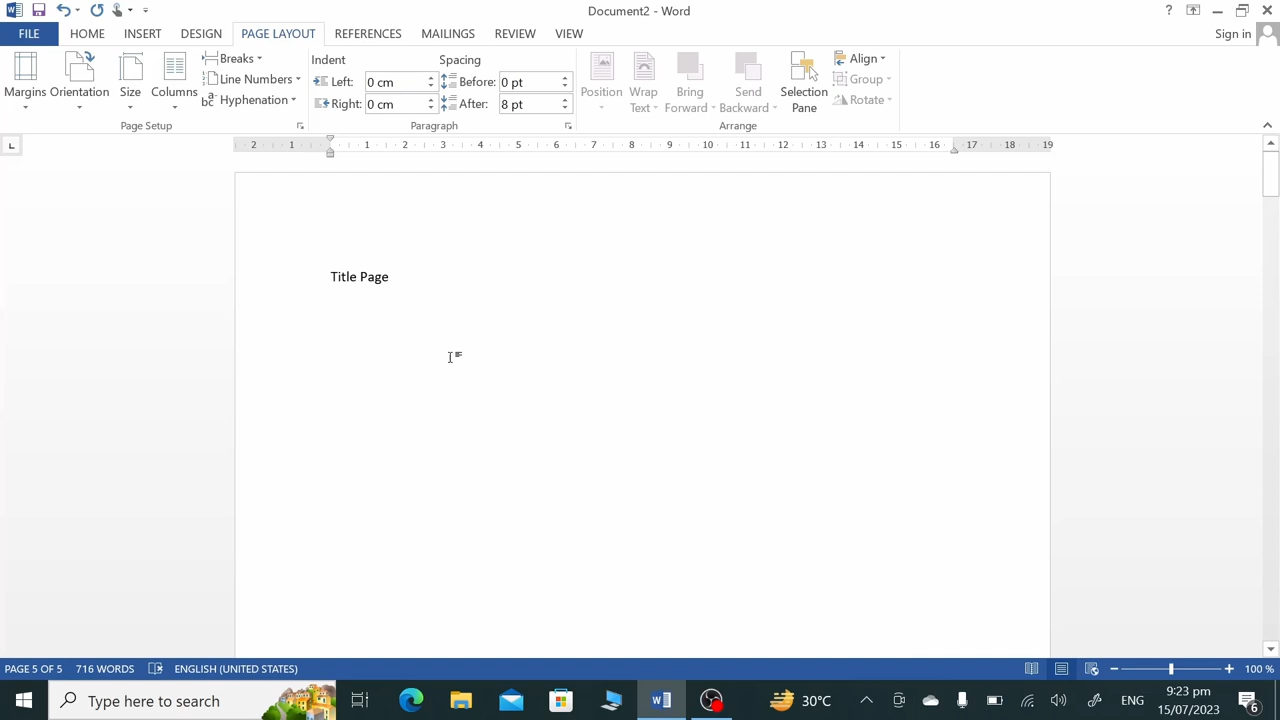 Document2 - Word
?
FILE HOME INSERT DESIGN PAGE LAYOUT REFERENCES MAILINGS REVIEW VIEW Sign in
Margins Orientation Size Columns
Breaks
Line Numbers
Hyphenation
Page Setup
Indent Spacing
Left: 0 cm Before: 0 pt
Right: 0 cm After: 8 pt
Paragraph
Position Wrap Text Bring Forward Send Backward Selection Pane
Align
Group
Rotate
Arrange
2 1 1 2 3 4 5 6 7 8 9 10 11 12 13 14 15 16 17 18 19
Title Page
PAGE 5 OF 5 716 WORDS ENGLISH (UNITED STATES) 100 %
Type here to search 30°C ENG 9:23 pm
15/07/2023 6